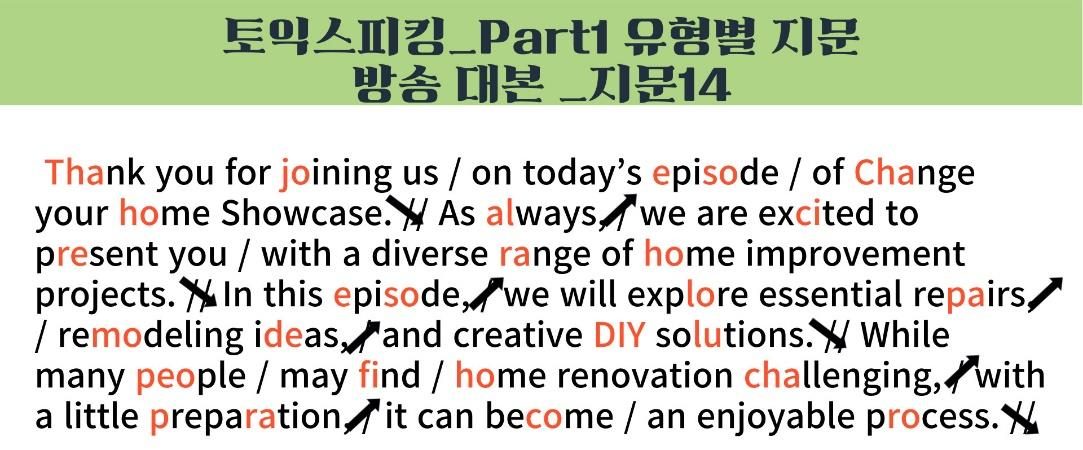 토익스피킹_Part1 유형별 지문
방송 대본 _지문14
Thank you for joining us / on today’s episode / of Change
your home Showcase. // As always, / we are excited to
present you / with a diverse range of home improvement
projects. // In this episode, / we will explore essential repairs,
/ remodeling ideas, / and creative DIY solutions. // While
many people / may find / home renovation challenging, / with
a little preparation, / it can become / an enjoyable process. //